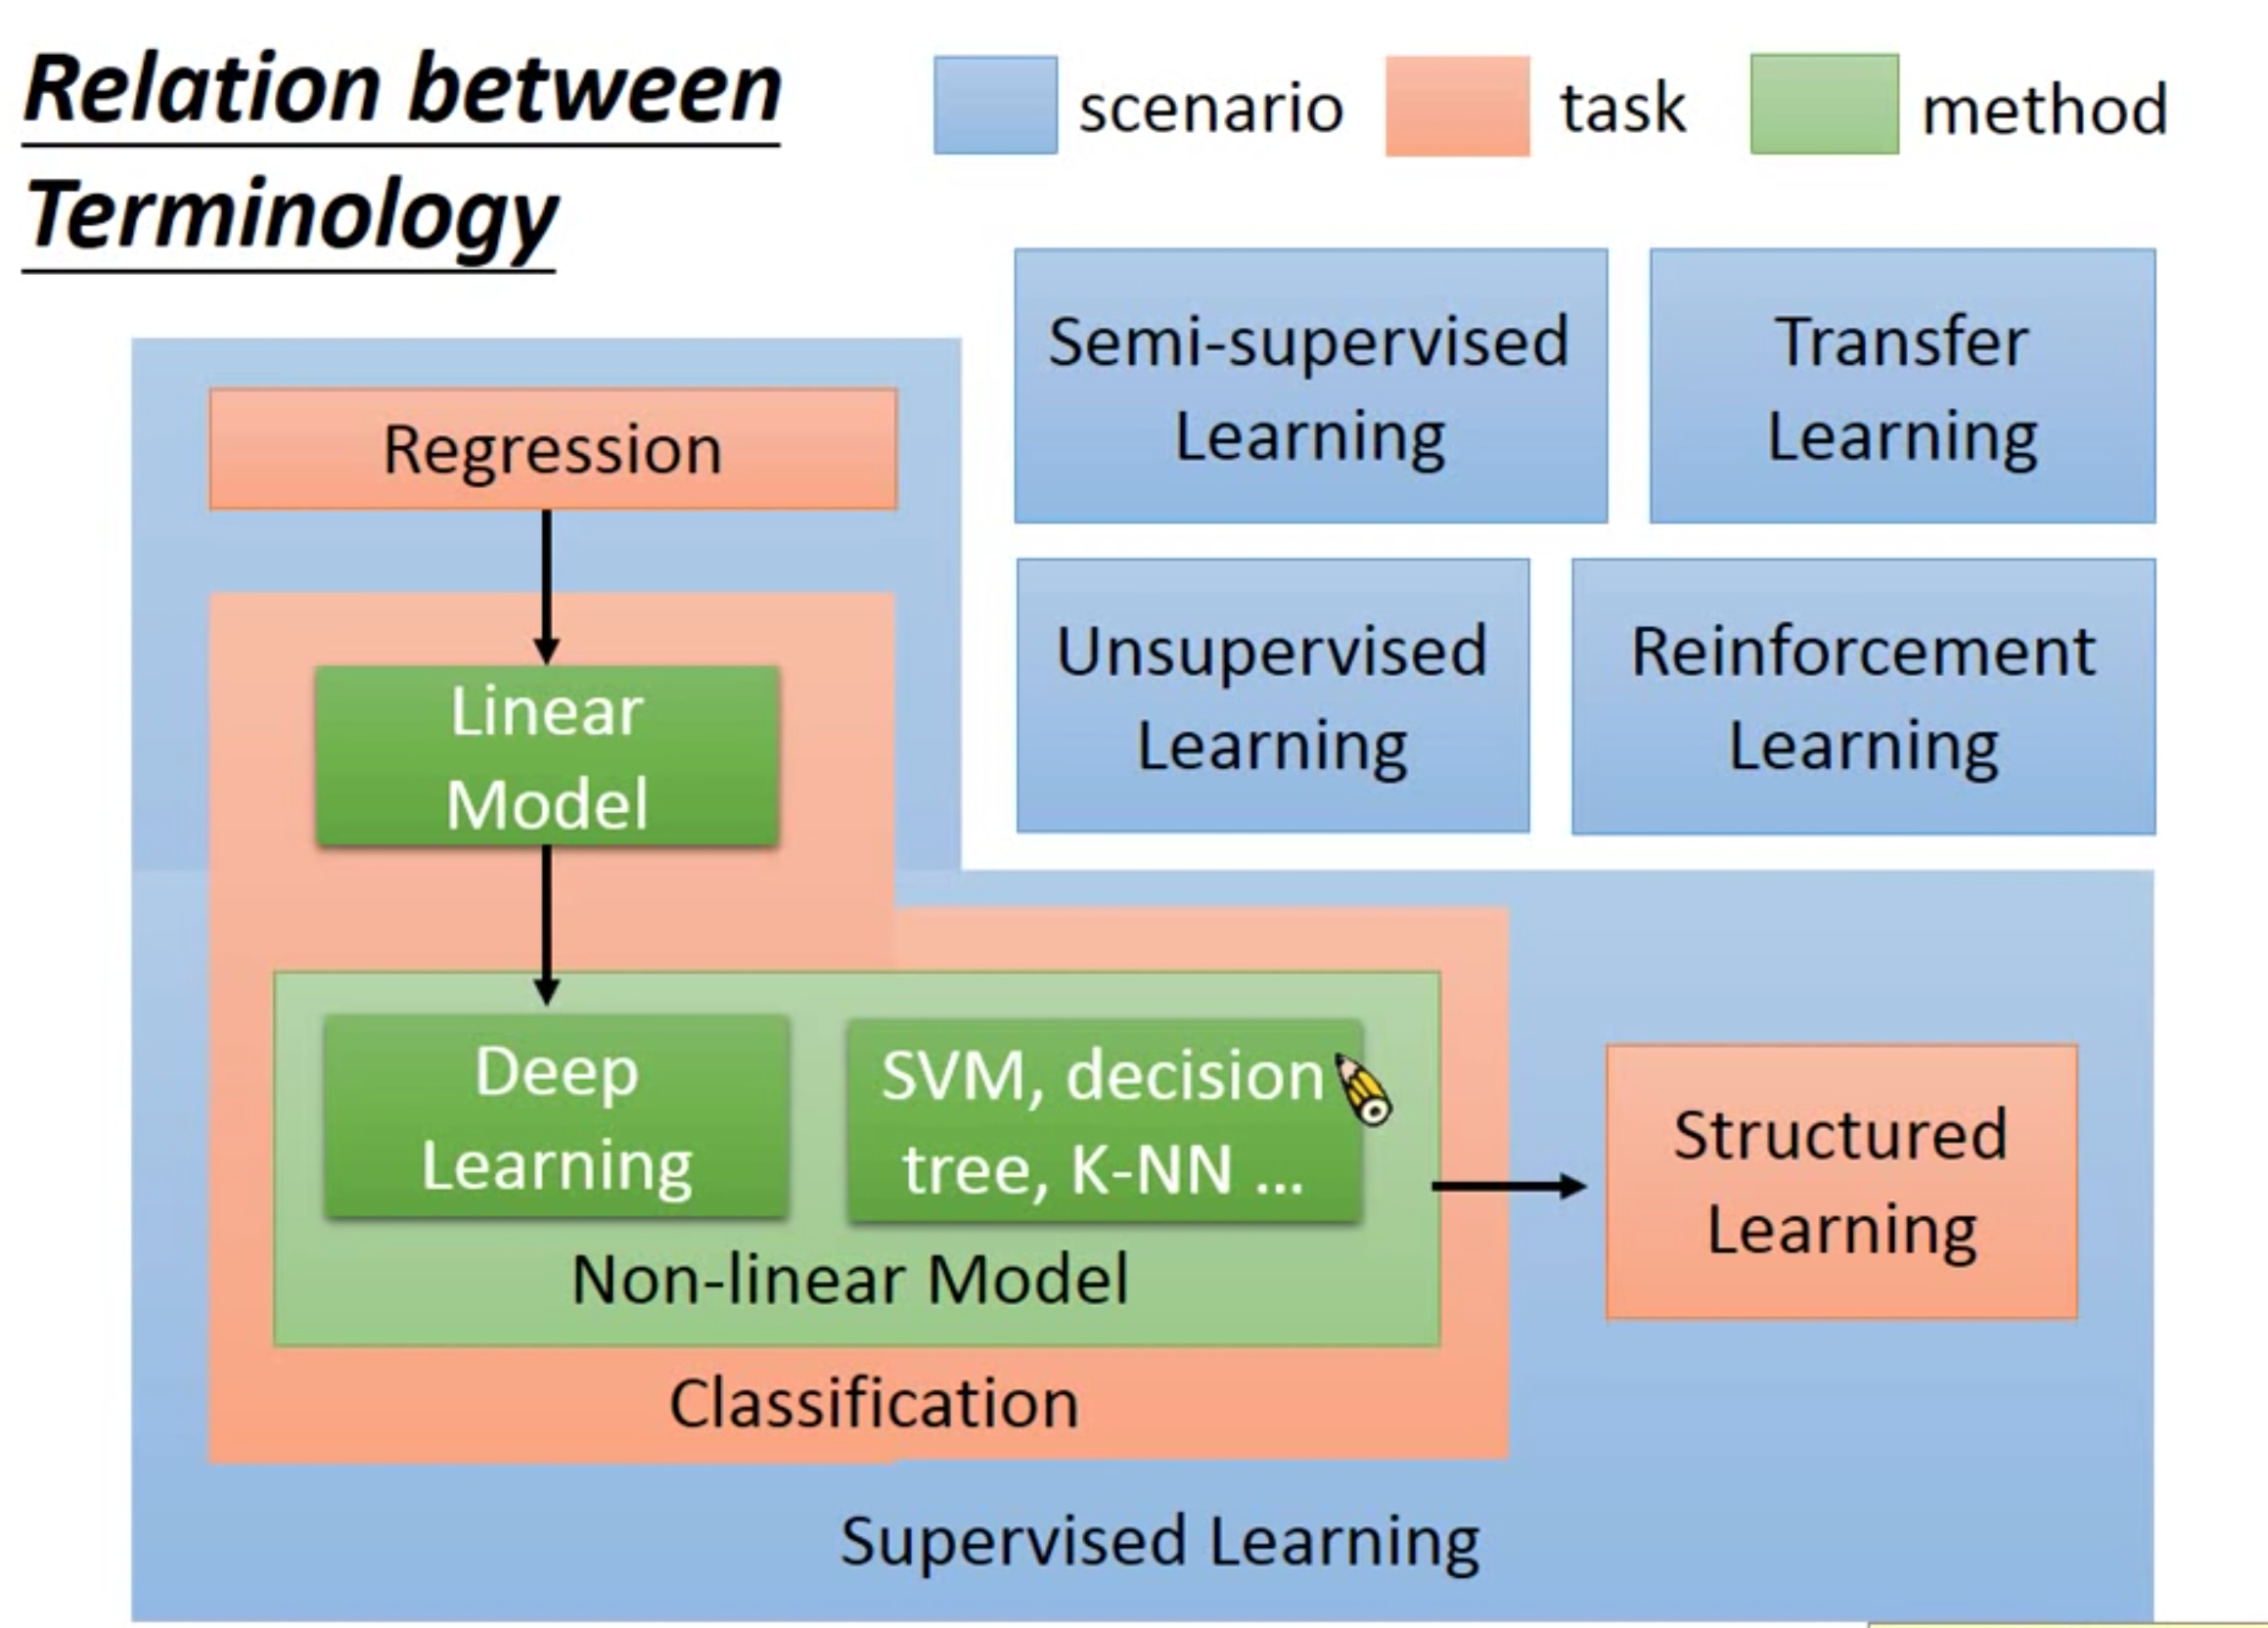 Relation between
Terminology
scenario
task
method
Semi-supervised
Learning
Transfer
Learning
Regression
Unsupervised
Learning
Reinforcement
Learning
Linear
Model
Deep
Learning
SVM, decision
tree, K-NN ...
Non-linear Model
Classification
Structured
Learning
Supervised Learning